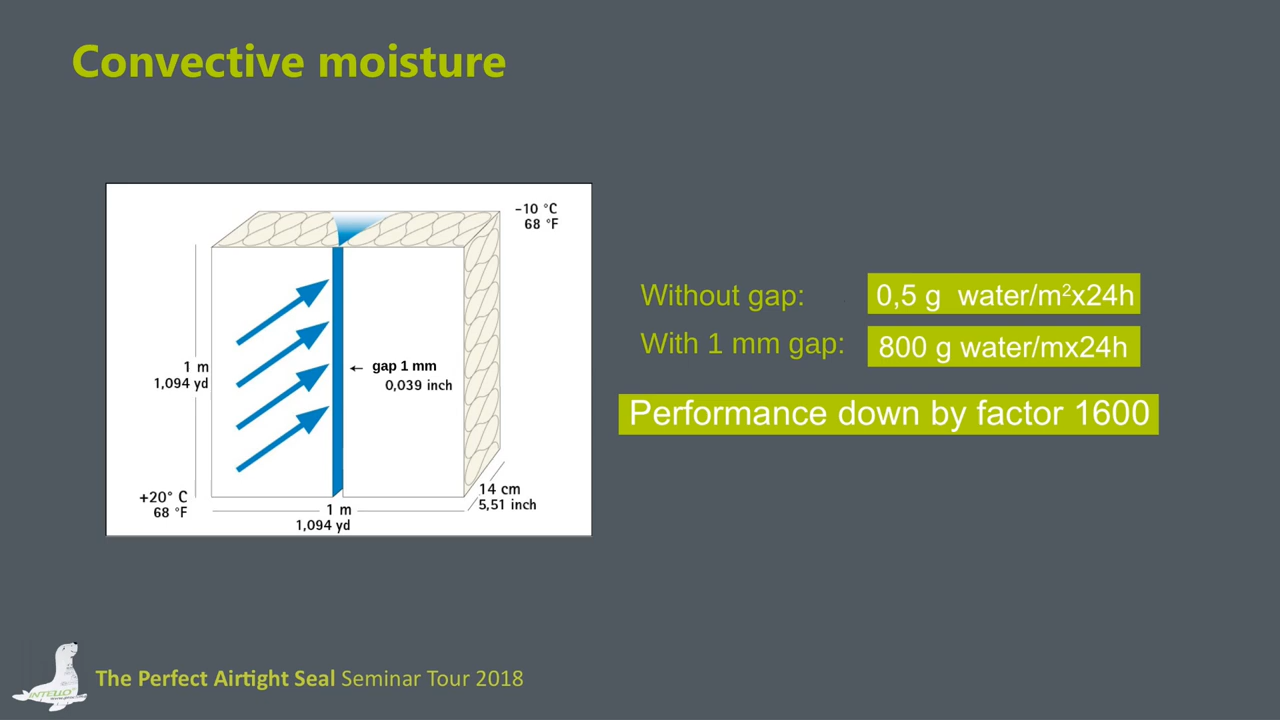 Convective moisture
-10 °C
68 °F
1 m
1,094 yd
← gap 1 mm
0,039 inch
+20° C
68 °F
1 m
1,094 yd
14 cm
5,51 inch
Without gap: 0,5 g water/m²x24h
With 1 mm gap: 800 g water/mx24h
Performance down by factor 1600
INTELLO
The Perfect Airtight Seal Seminar Tour 2018